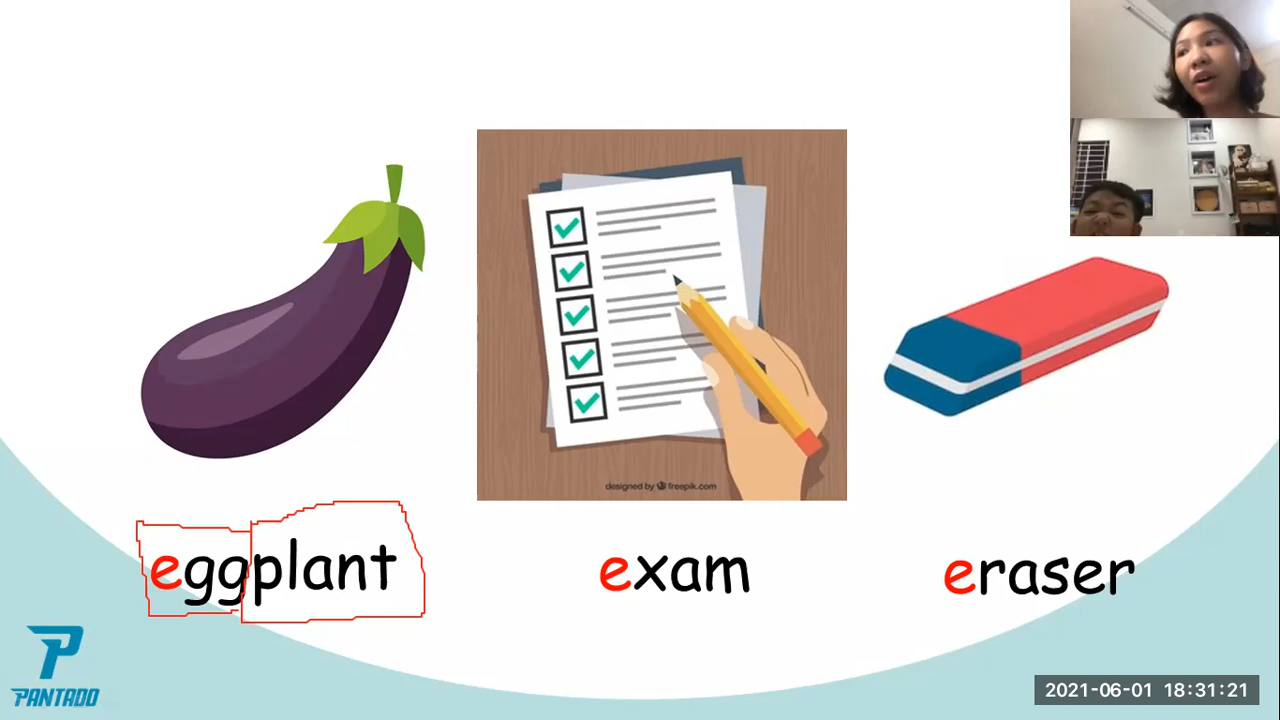 designed by freepik.com
eggplant
exam
eraser
PANTADO
2021-06-01 18:31:21